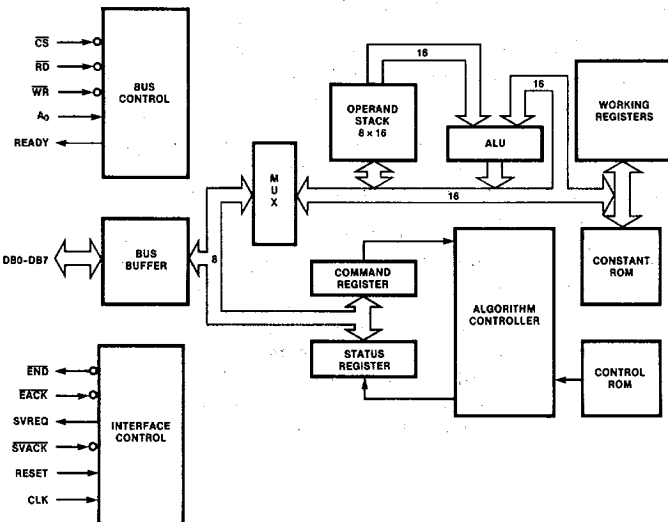 CS
RD
WR
A0
READY
BUS
CONTROL
16
OPERAND
STACK
8 × 16
ALU
16
WORKING
REGISTERS
MUX
16
DB0-DB7
BUS
BUFFER
8
COMMAND
REGISTER
STATUS
REGISTER
ALGORITHM
CONTROLLER
CONSTANT
ROM
CONTROL
ROM
END
EACK
SVREQ
SVACK
RESET
CLK
INTERFACE
CONTROL